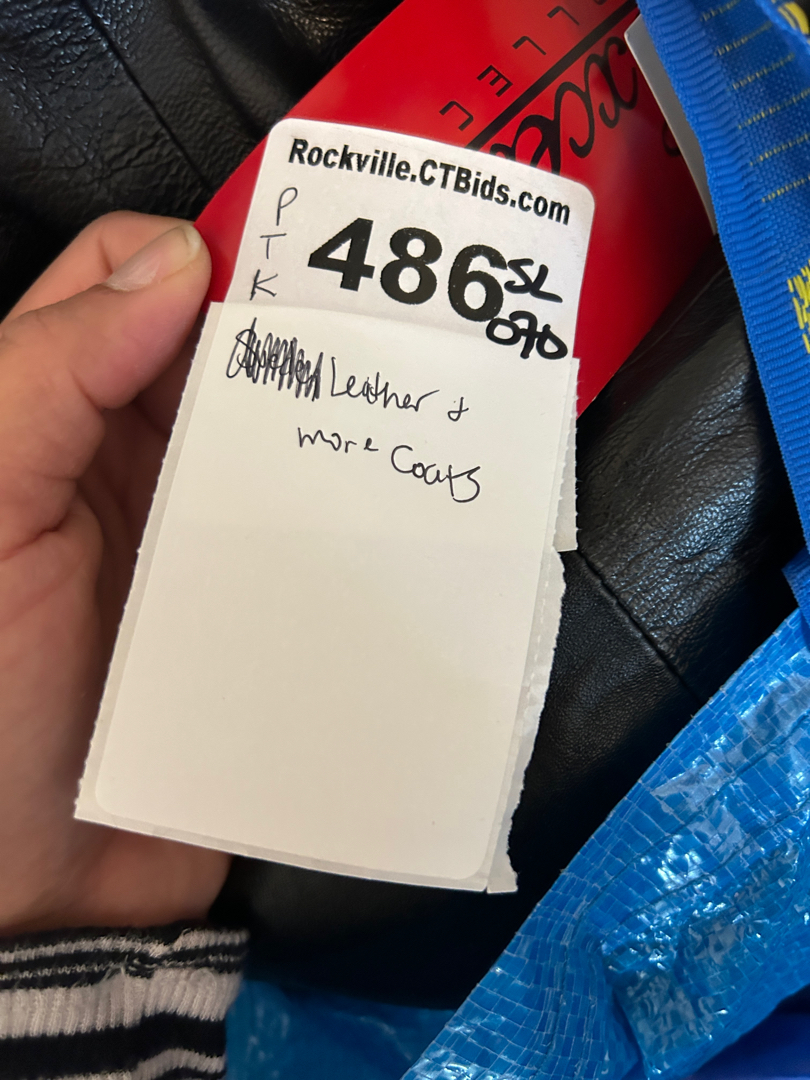 Rockville.CTBids.com
P
T
K
486 SL
070
Leather &
more Coats